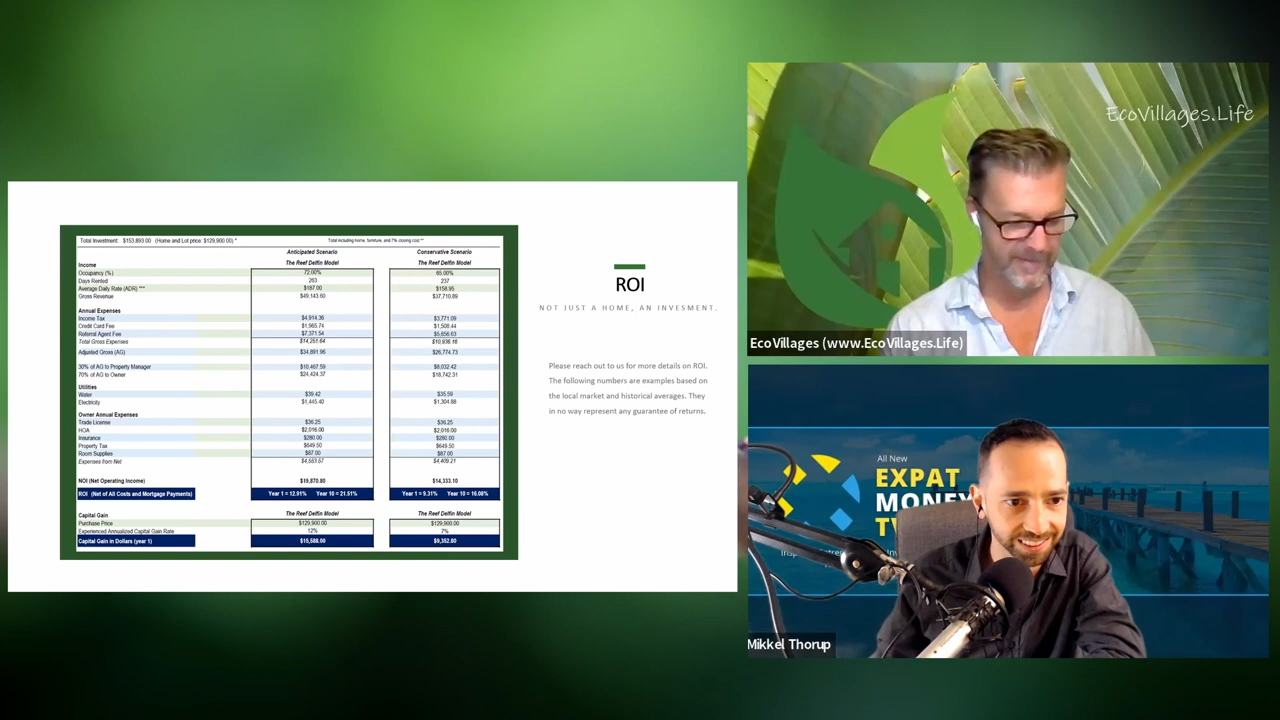 Total Investment: $153,893.00 (Home and Lot price: $129,900.00) *
Total including home, furniture, and 7% closing cost **
Anticipated Scenario Conservative Scenario
Income The Reef Delfin Model The Reef Delfin Model
Occupancy (%) 72.00% 65.00%
Days Rented 263 237
Average Daily Rate (ADR) *** $187.00 $158.95
Gross Revenue $49,143.60 $37,710.89
Annual Expenses
Income Tax $4,914.36 $3,771.09
Credit Card Fee $1,965.74 $1,508.44
Referral Agent Fee $7,371.54 $5,656.63
Total Gross Expenses $14,251.64 $10,936.16
Adjusted Gross (AG) $34,891.96 $26,774.73
30% of AG to Property Manager $10,467.59 $8,032.42
70% of AG to Owner $24,424.37 $18,742.31
Utilities
Water $39.42 $35.59
Electricity $1,445.40 $1,304.88
Owner Annual Expenses
Trade License $36.25 $36.25
HOA $2,016.00 $2,016.00
Insurance $280.00 $280.00
Property Tax $649.50 $649.50
Room Supplies $87.00 $87.00
Expenses from Net $4,553.57 $4,409.21
NOI (Net Operating Income) $19,870.80 $14,333.10
ROI (Net of All Costs and Mortgage Payments) Year 1 = 12.91% Year 10 = 21.51% Year 1 = 9.31% Year 10 = 16.08%
Capital Gain The Reef Delfin Model The Reef Delfin Model
Purchase Price $129,900.00 $129,900.00
Experienced Annualized Capital Gain Rate 12% 7%
Capital Gain in Dollars (year 1) $15,588.00 $9,352.80
ROI
NOT JUST A HOME, AN INVESMENT.
Please reach out to us for more details on ROI.
The following numbers are examples based on
the local market and historical averages. They
in no way represent any guarantee of returns.
EcoVillages.Life
EcoVillages (www.EcoVillages.Life)
All New
EXPAT
MONEY
TV
Mikkel Thorup